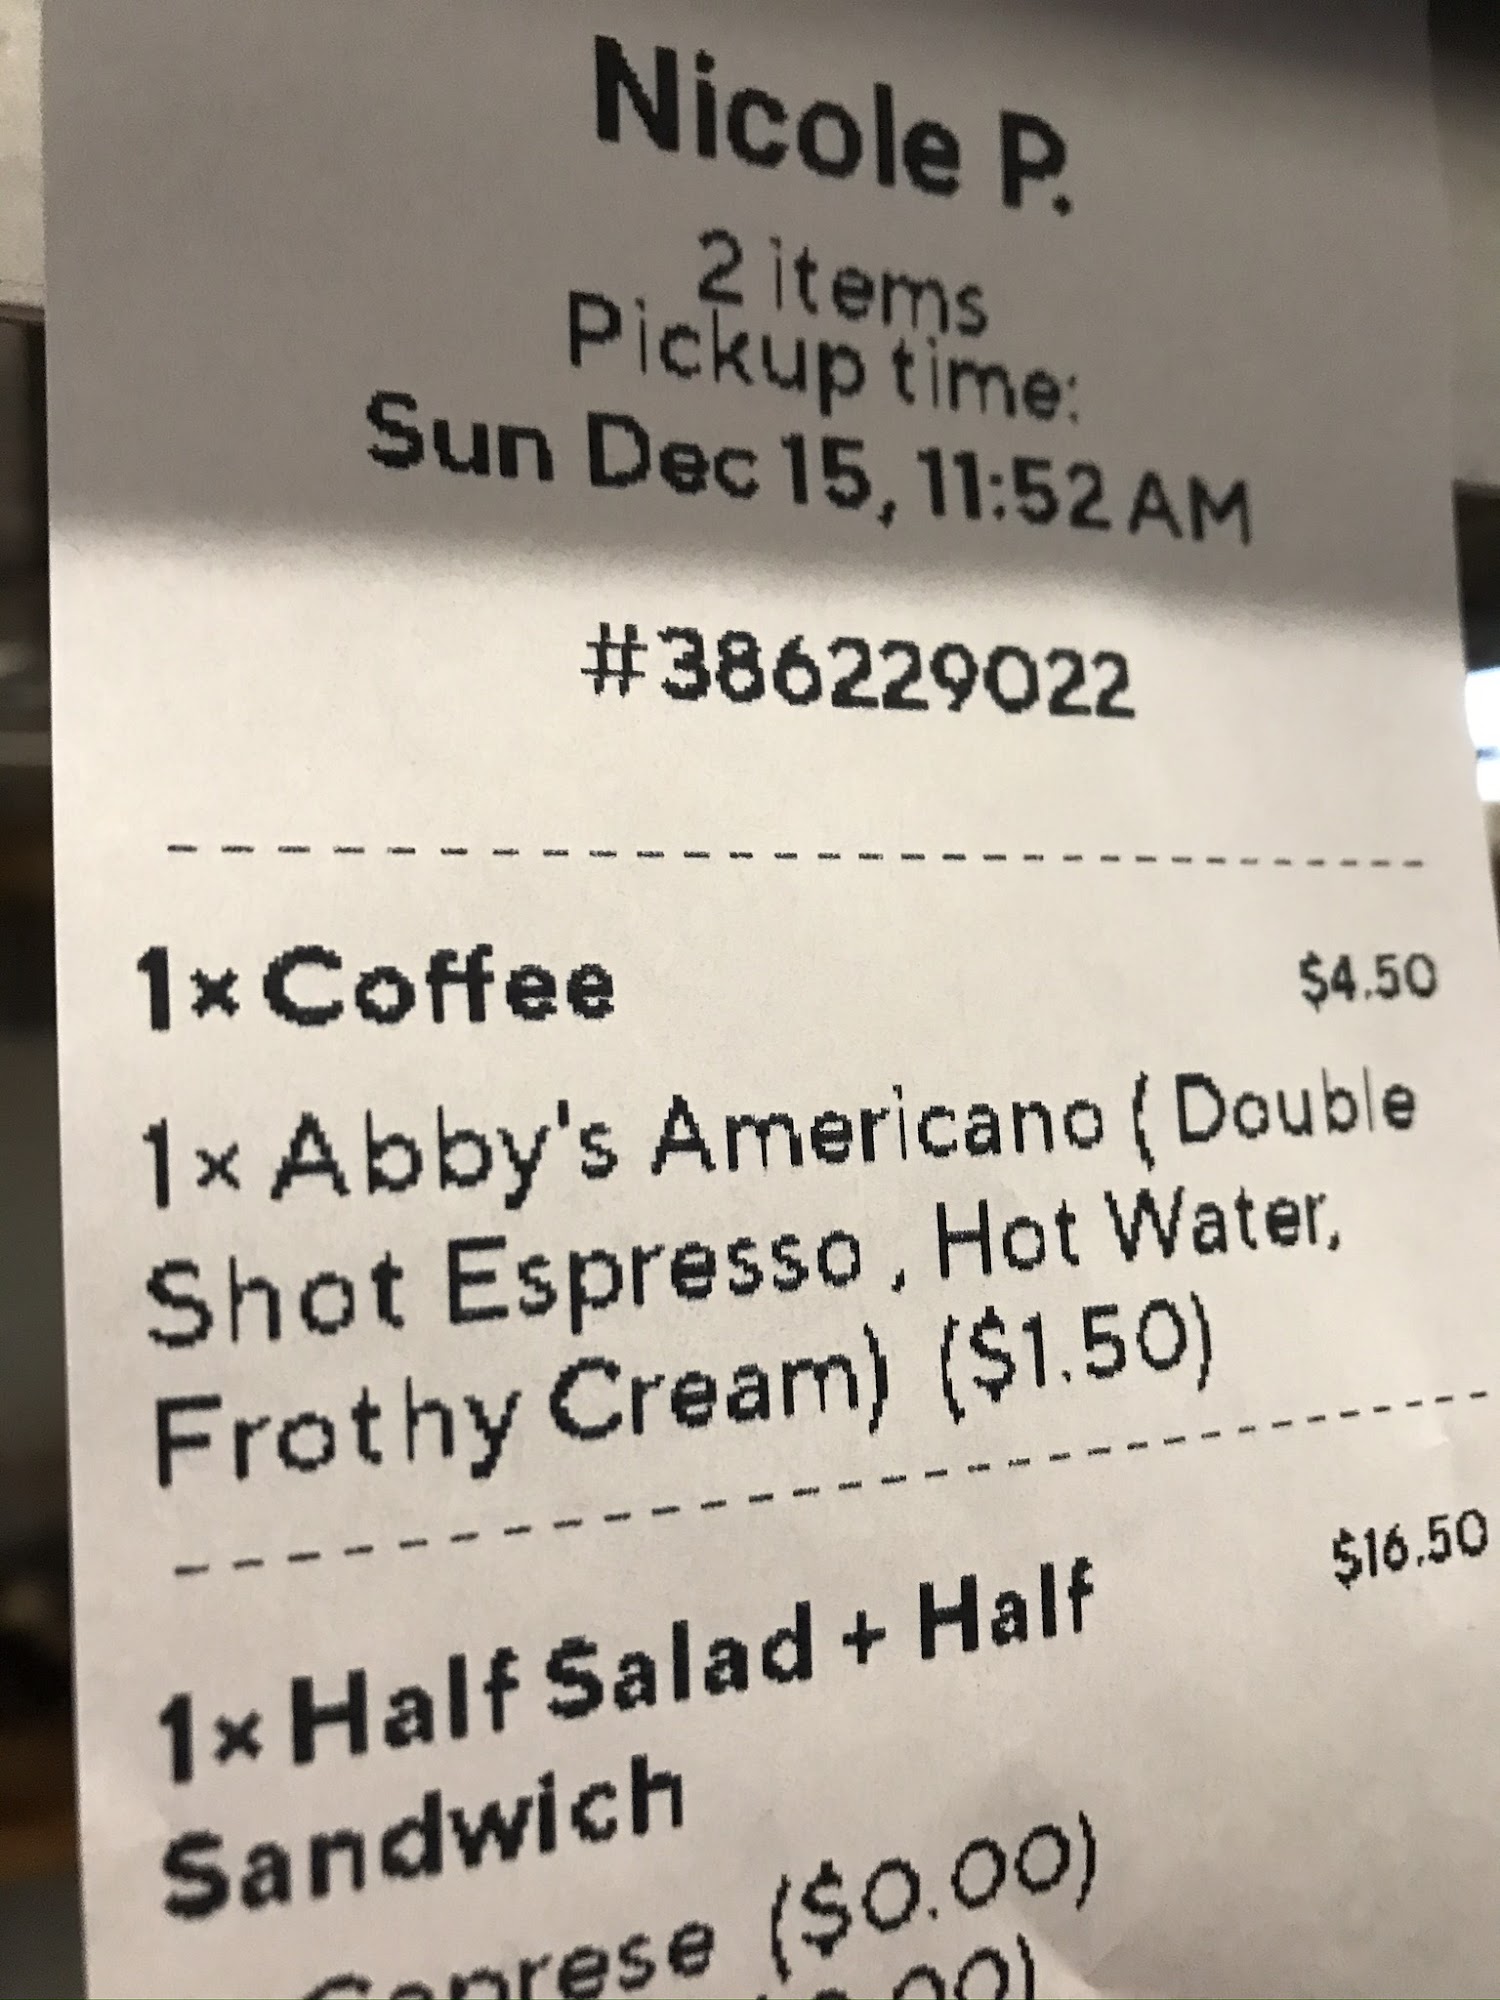 Nicole P.
2 items
Pickup time:
Sun Dec 15, 11:52 AM
#386229022
1x Coffee $4.50
1x Abby's Americano ( Double
Shot Espresso , Hot Water,
Frothy Cream) ($1.50)
1x Half Salad + Half $16.50
Sandwich
Caprese ($0.00)